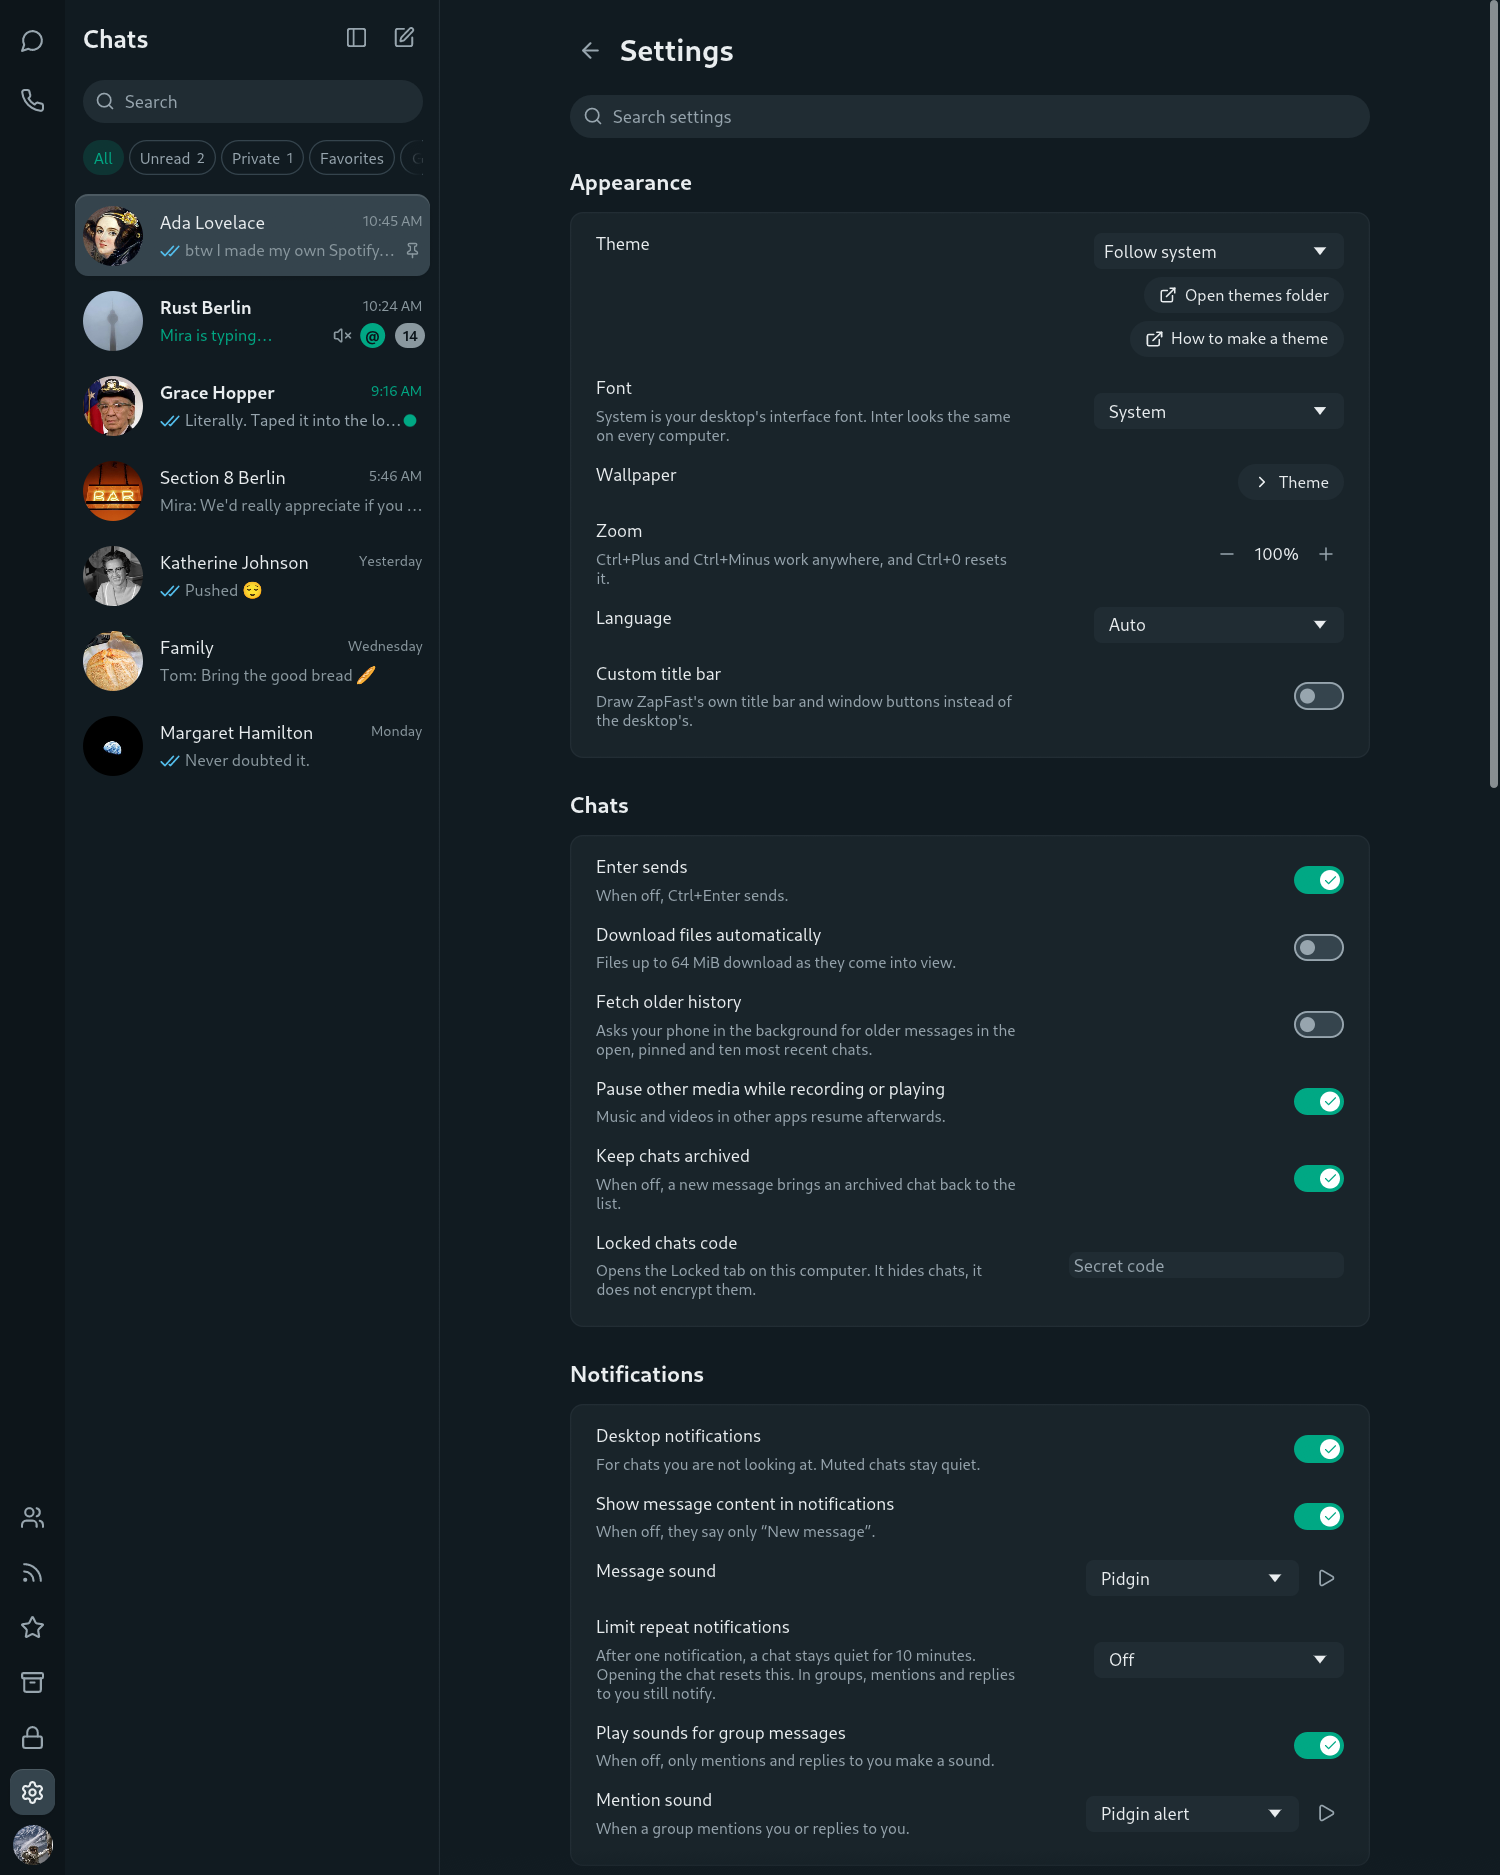 Chats
Search
All
Unread 2
Private 1
Favorites
Ada Lovelace
10:45 AM
btw I made my own Spotify…
Rust Berlin
10:24 AM
Mira is typing…
@
14
Grace Hopper
9:16 AM
Literally. Taped it into the lo…
Section 8 Berlin
5:46 AM
Mira: We'd really appreciate if you …
BAR
Katherine Johnson
Yesterday
Pushed 😌
Family
Wednesday
Tom: Bring the good bread 🥖
Margaret Hamilton
Monday
Never doubted it.
Settings
Search settings
Appearance
Theme
Follow system
Open themes folder
How to make a theme
Font
System is your desktop's interface font. Inter looks the same
on every computer.
System
Wallpaper
Theme
Zoom
Ctrl+Plus and Ctrl+Minus work anywhere, and Ctrl+0 resets
it.
100%
Language
Auto
Custom title bar
Draw ZapFast's own title bar and window buttons instead of
the desktop's.
Chats
Enter sends
When off, Ctrl+Enter sends.
Download files automatically
Files up to 64 MiB download as they come into view.
Fetch older history
Asks your phone in the background for older messages in the
open, pinned and ten most recent chats.
Pause other media while recording or playing
Music and videos in other apps resume afterwards.
Keep chats archived
When off, a new message brings an archived chat back to the
list.
Locked chats code
Opens the Locked tab on this computer. It hides chats, it
does not encrypt them.
Secret code
Notifications
Desktop notifications
For chats you are not looking at. Muted chats stay quiet.
Show message content in notifications
When off, they say only “New message”.
Message sound
Pidgin
Limit repeat notifications
After one notification, a chat stays quiet for 10 minutes.
Opening the chat resets this. In groups, mentions and replies
to you still notify.
Off
Play sounds for group messages
When off, only mentions and replies to you make a sound.
Mention sound
When a group mentions you or replies to you.
Pidgin alert